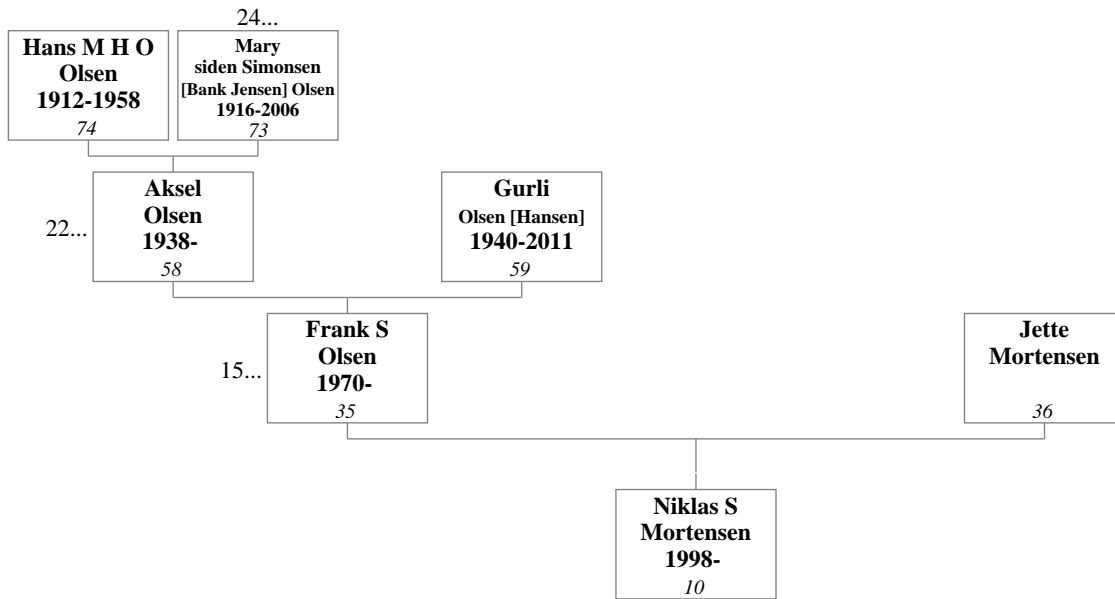 24...
Hans M H O
Olsen
1912-1958
74
Mary
siden Simonsen
[Bank Jensen] Olsen
1916-2006
73
22...
Aksel
Olsen
1938-
58
Gurli
Olsen [Hansen]
1940-2011
59
15...
Frank S
Olsen
1970-
35
Jette
Mortensen
36
Niklas S
Mortensen
1998-
10